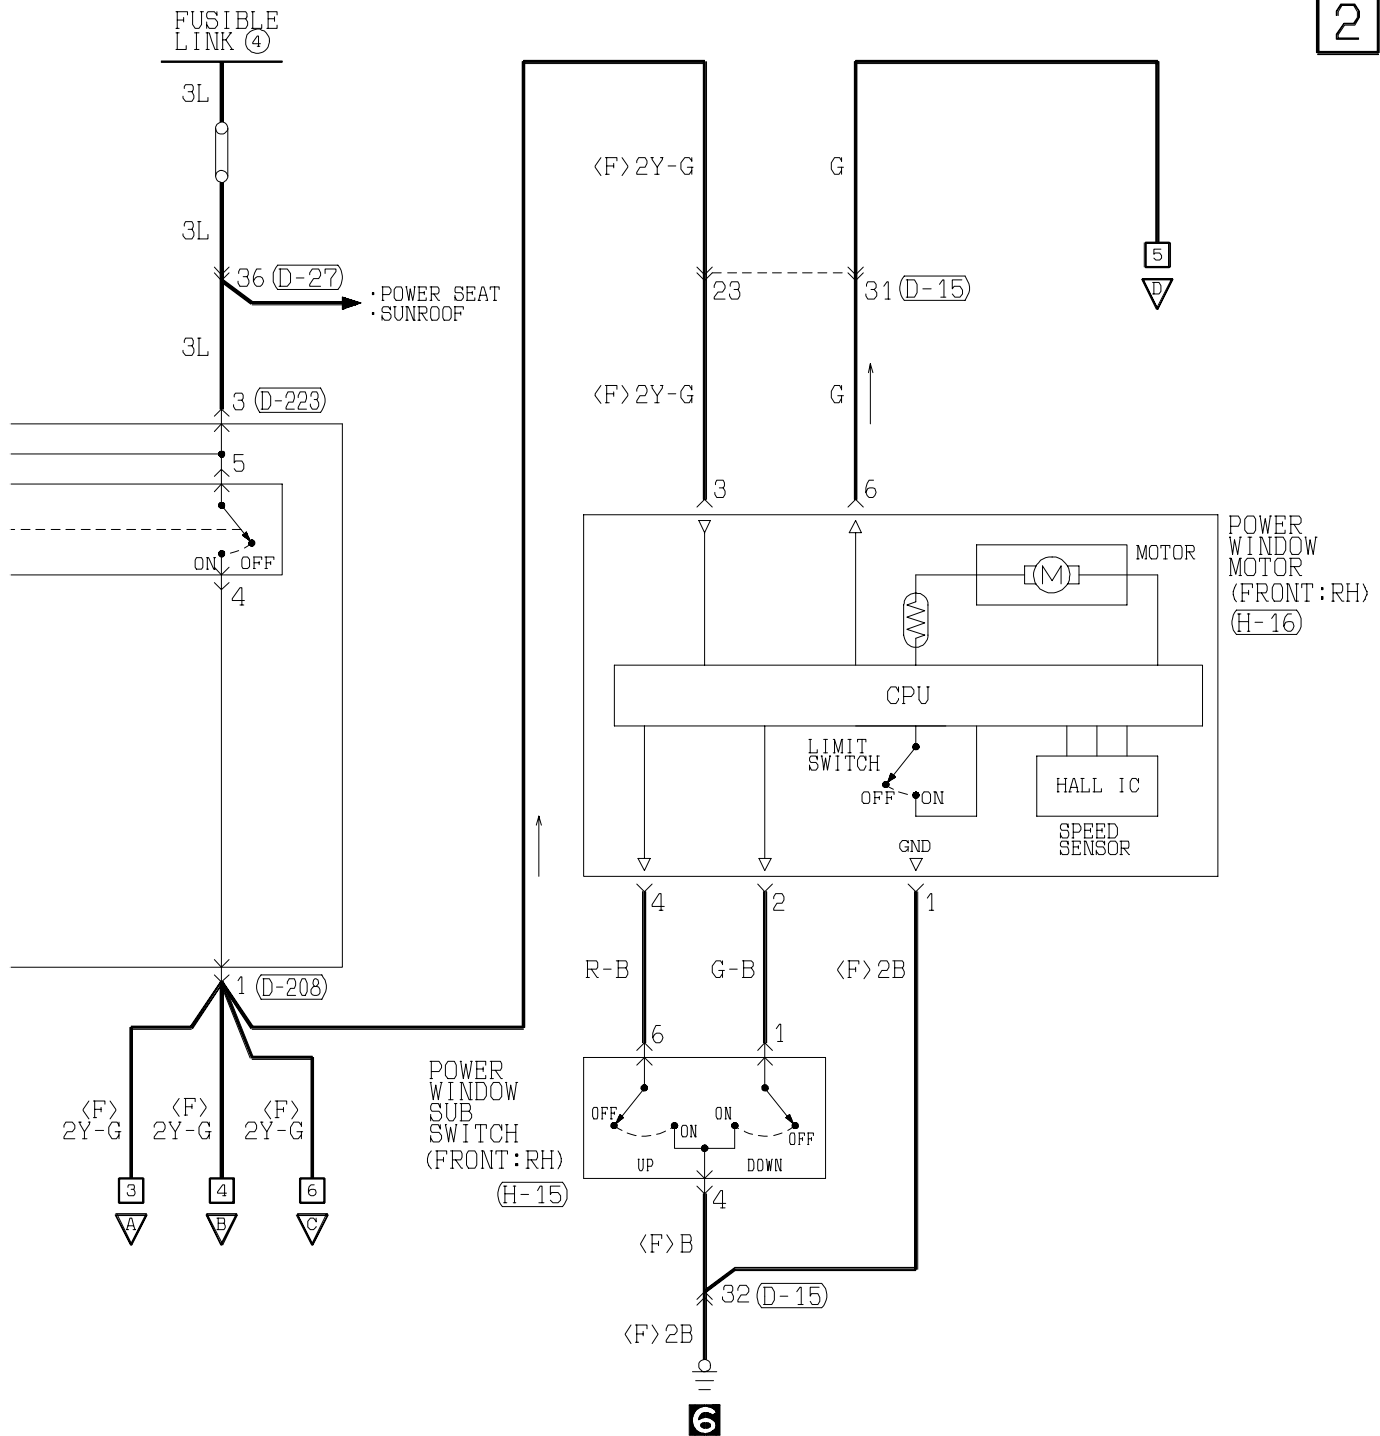 2
FUSIBLE
LINK ④
3L
〈F〉2Y-G
G
3L
36 (D-27)
·POWER SEAT
·SUNROOF
23
31 (D-15)
5
D
3L
3 (D-223)
〈F〉2Y-G
G
5
ON
OFF
4
3
6
POWER
WINDOW
MOTOR
(FRONT:RH)
(H-16)
MOTOR
M
CPU
LIMIT
SWITCH
OFF
ON
HALL IC
SPEED
SENSOR
GND
4
2
1
R-B
G-B
〈F〉2B
1 (D-208)
6
1
POWER
WINDOW
SUB
SWITCH
(FRONT:RH)
(H-15)
OFF
ON
ON
OFF
UP
DOWN
〈F〉
2Y-G
〈F〉
2Y-G
〈F〉
2Y-G
3
4
6
A
B
C
4
〈F〉B
32 (D-15)
〈F〉2B
6